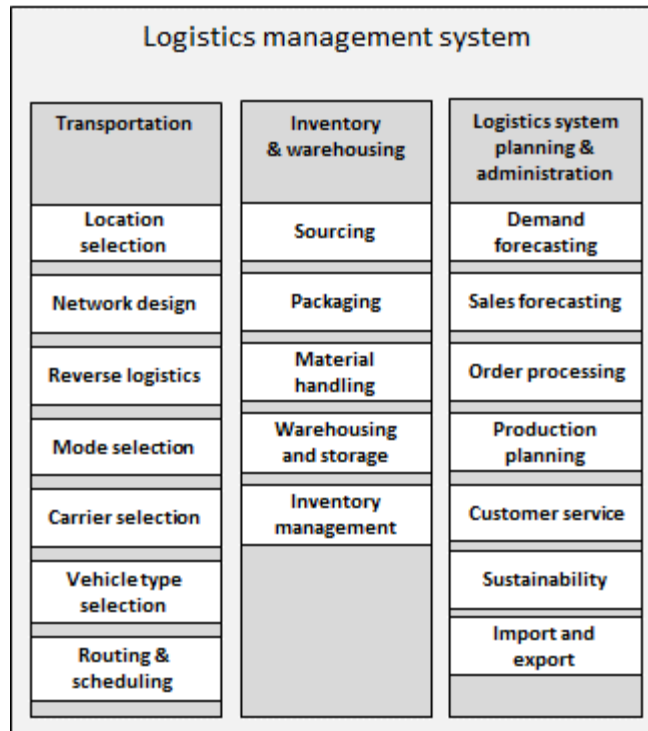 Logistics management system
Transportation
Location
selection
Network design
Reverse logistics
Mode selection
Carrier selection
Vehicle type
selection
Routing &
scheduling
Inventory
& warehousing
Sourcing
Packaging
Material
handling
Warehousing
and storage
Inventory
management
Logistics system
planning &
administration
Demand
forecasting
Sales forecasting
Order processing
Production
planning
Customer service
Sustainability
Import and
export